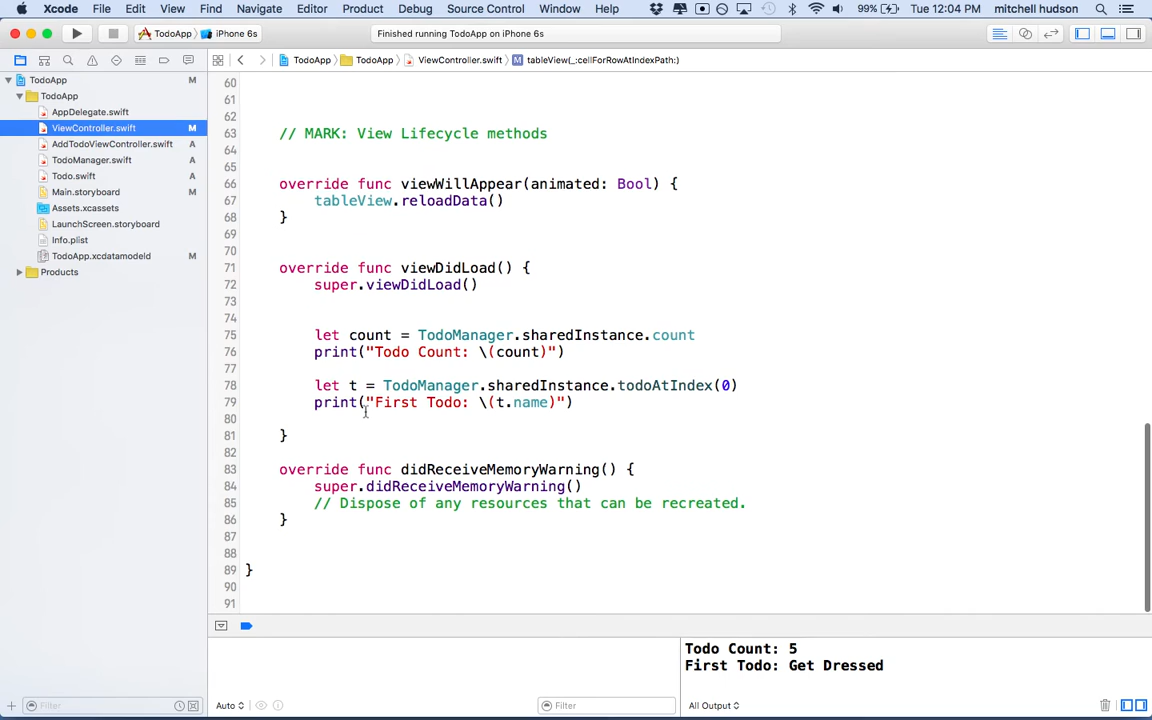 Xcode File Edit View Find Navigate Editor Product Debug Source Control Window Help 99% Tue 12:04 PM mitchell hudson
TodoApp iPhone 6s Finished running TodoApp on iPhone 6s
TodoApp TodoApp ViewController.swift tableView(_:cellForRowAtIndexPath:)
TodoApp M
TodoApp
AppDelegate.swift
ViewController.swift M
AddTodoViewController.swift A
TodoManager.swift A
Todo.swift A
Main.storyboard M
Assets.xcassets
LaunchScreen.storyboard
Info.plist
TodoApp.xcdatamodeld M
Products
60
61
62
63 // MARK: View Lifecycle methods
64
65
66 override func viewWillAppear(animated: Bool) {
67 tableView.reloadData()
68 }
69
70
71 override func viewDidLoad() {
72 super.viewDidLoad()
73
74
75 let count = TodoManager.sharedInstance.count
76 print("Todo Count: \(count)")
77
78 let t = TodoManager.sharedInstance.todoAtIndex(0)
79 print("First Todo: \(t.name)")
80
81 }
82
83 override func didReceiveMemoryWarning() {
84 super.didReceiveMemoryWarning()
85 // Dispose of any resources that can be recreated.
86 }
87
88
89 }
90
91
Todo Count: 5
First Todo: Get Dressed
Filter Auto Filter All Output